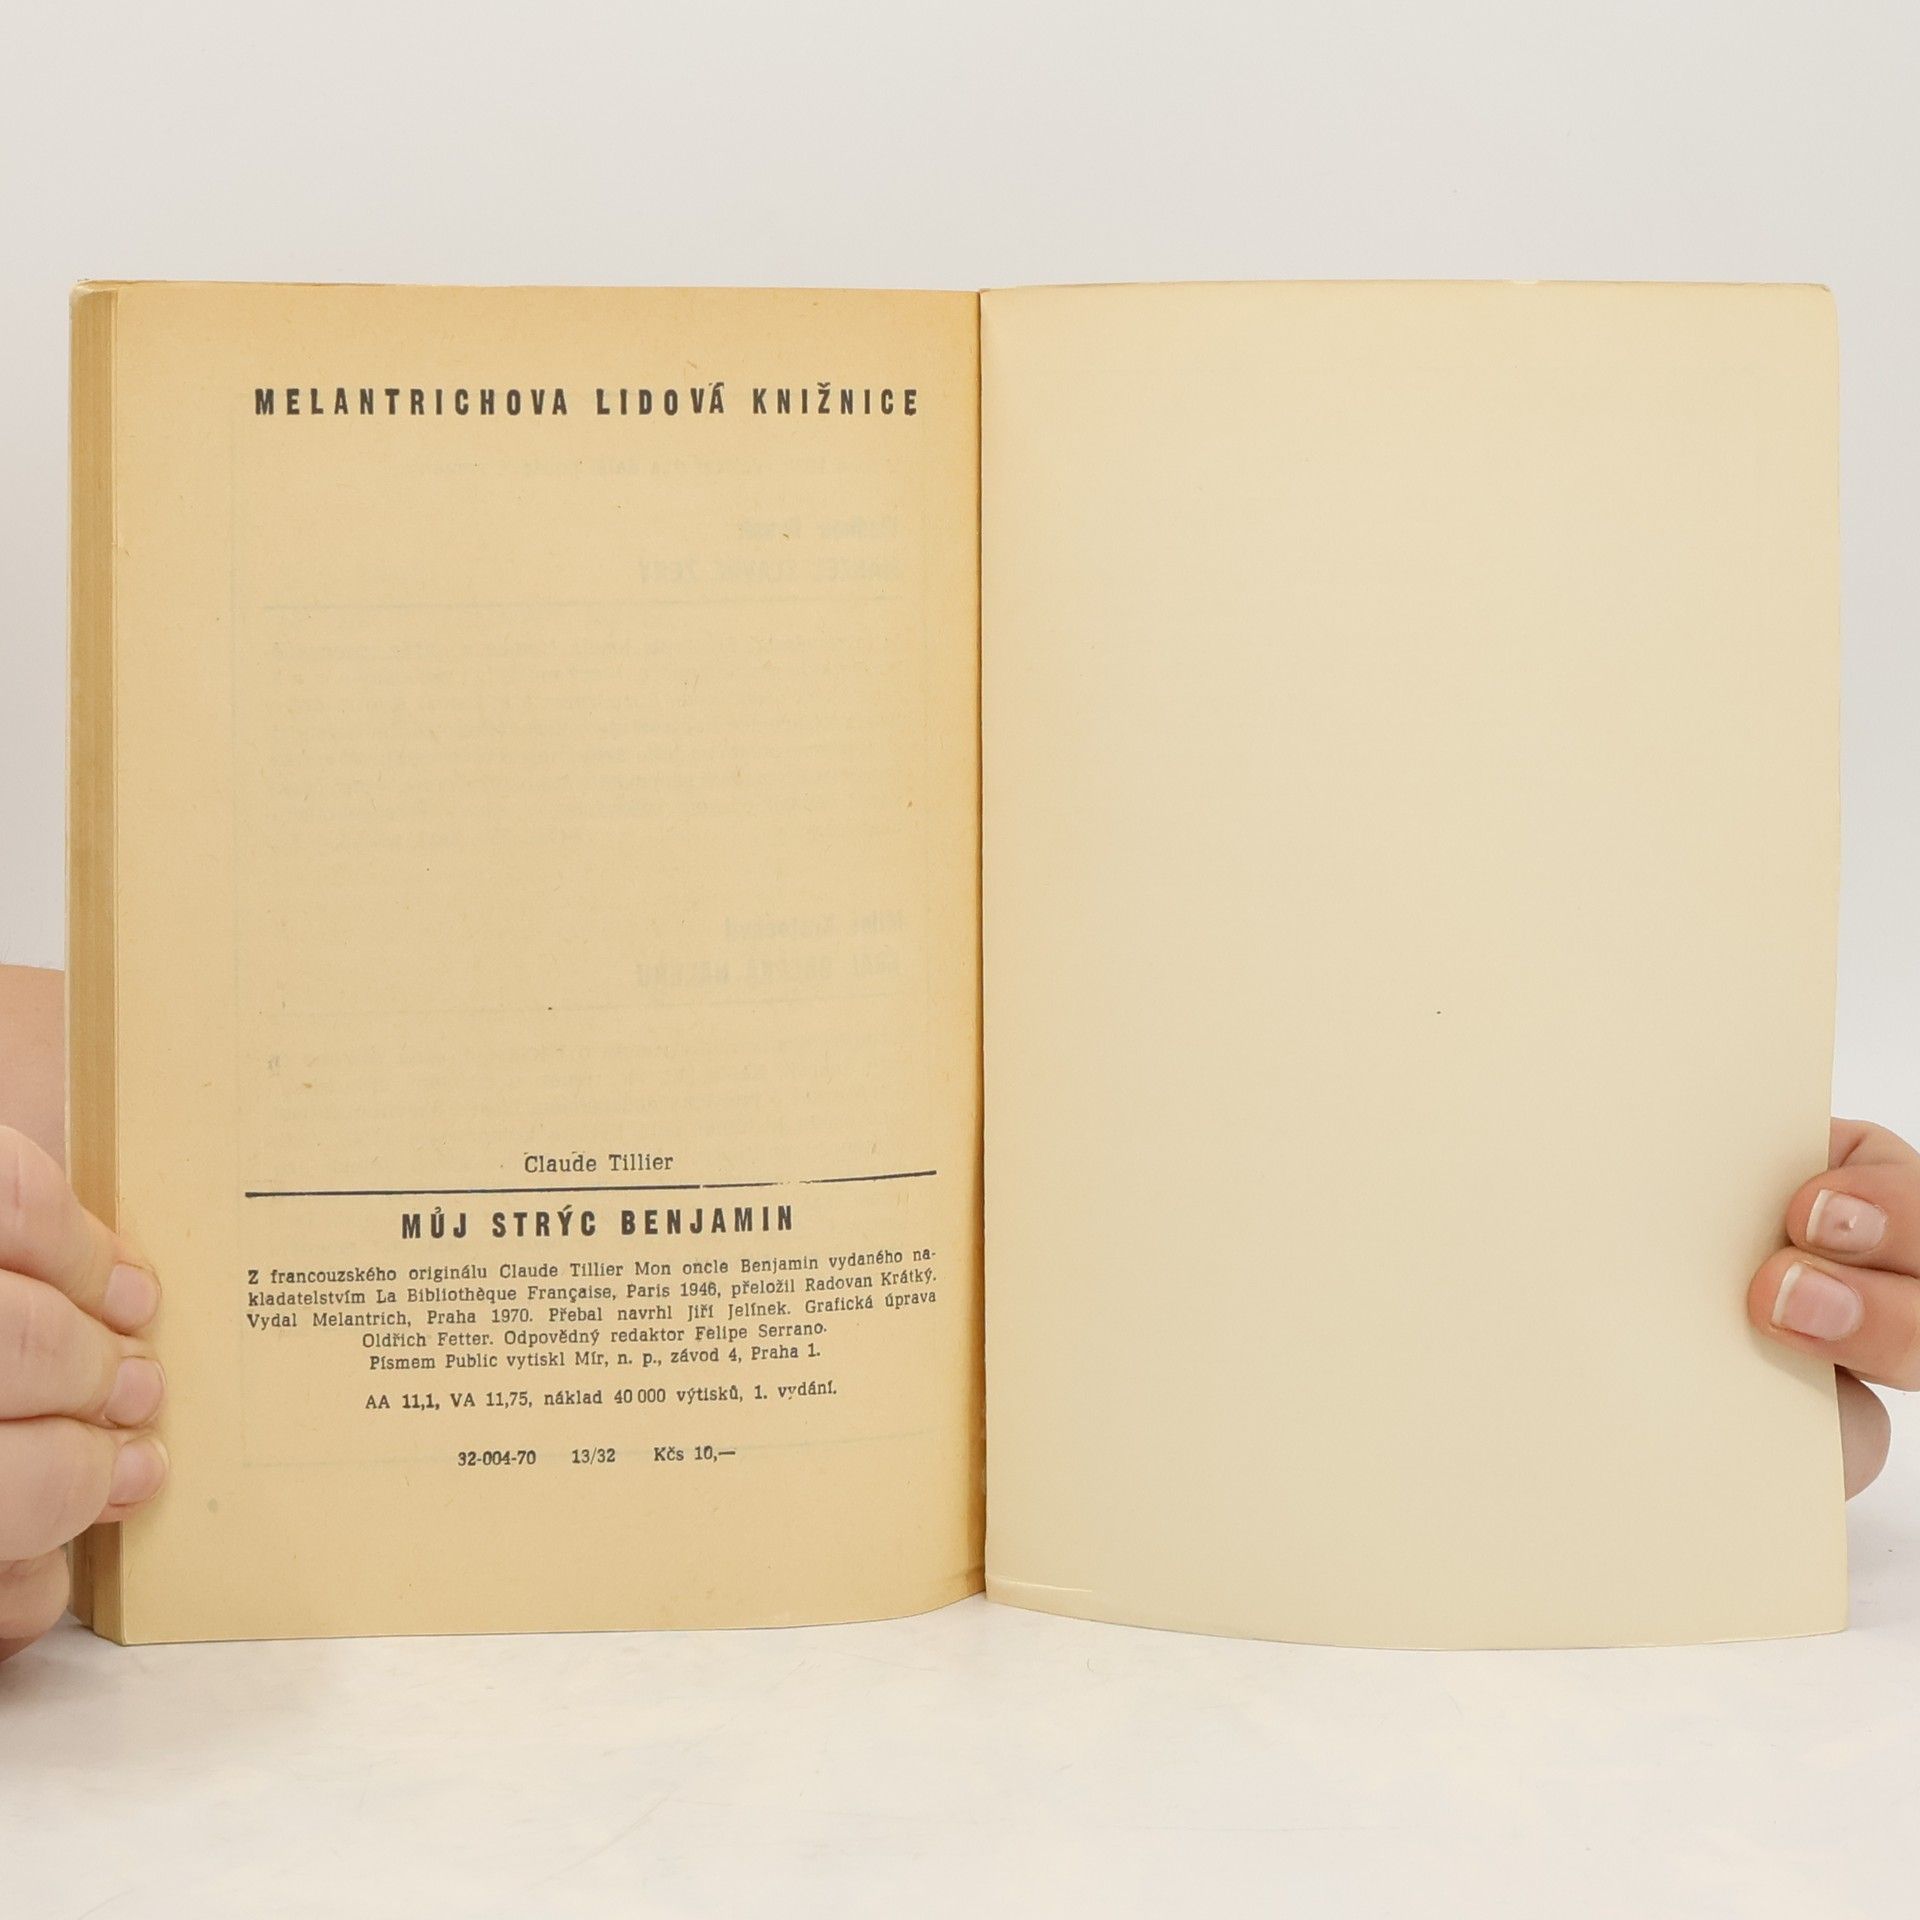 MELANTRICHOVA LIDOVÁ KNIŽNICE
Claude Tillier
MŮJ STRÝC BENJAMIN
Z francouzského originálu Claude Tillier Mon oncle Benjamin vydaného na-
kladatelstvím La Bibliothèque Française, Paris 1946, přeložil Radovan Krátký.
Vydal Melantrich, Praha 1970. Přebal navrhl Jiří Jelínek. Grafická úprava
Oldřich Fetter. Odpovědný redaktor Felipe Serrano.
Písmem Public vytiskl Mír, n. p., závod 4, Praha 1.
AA 11,1, VA 11,75, náklad 40 000 výtisků, 1. vydání.
32-004-70 13/32 Kčs 10,—